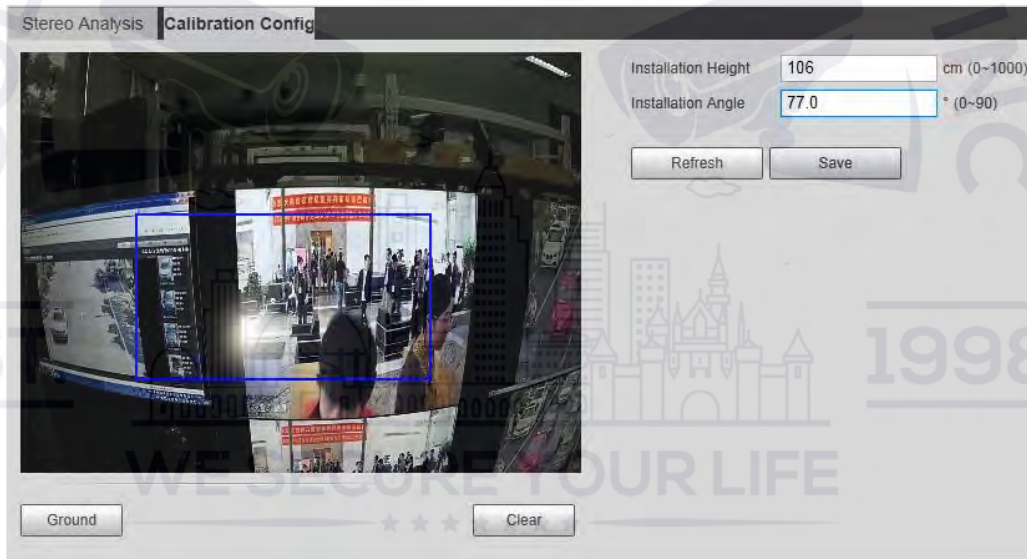 Stereo Analysis Calibration Config
Installation Height 106 cm (0~1000)
Installation Angle 77.0 ° (0~90)
Refresh Save
1998
WE SECURE YOUR LIFE
Ground Clear